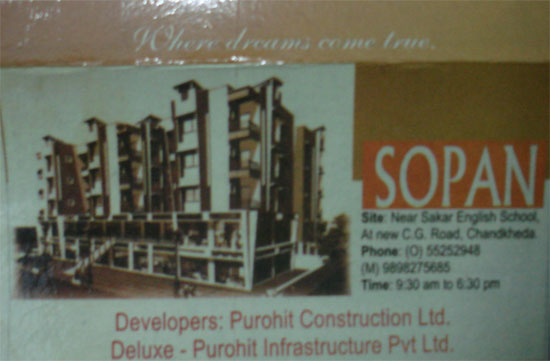 Where dreams come true.
SOPAN
Site: Near Sakar English School,
At new C.G. Road, Chandkheda.
Phone: (O) 55252948
(M) 9898275685
Time: 9:30 am to 6:30 pm
Developers: Purohit Construction Ltd.
Deluxe - Purohit Infrastructure Pvt Ltd.